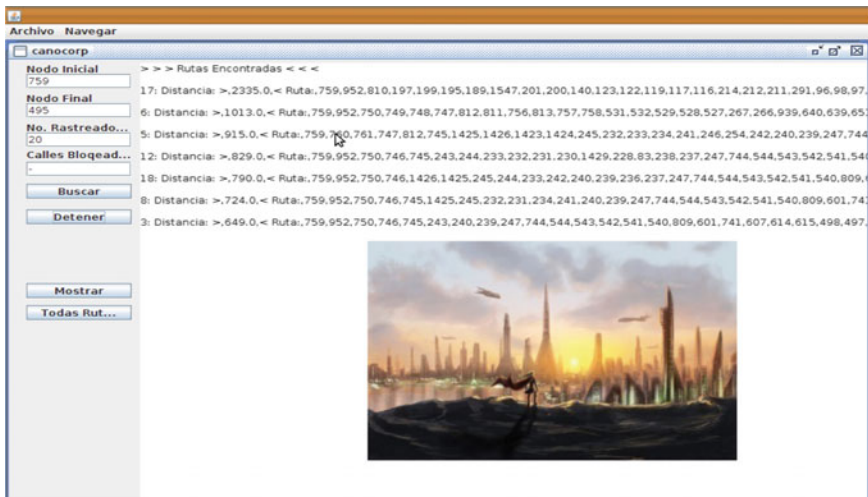 Archivo Navegar
canocorp
Nodo Inicial
759
Nodo Final
495
No. Rastreado...
20
Calles Bloqead...
-
Buscar
Detener
Mostrar
Todas Rut...
> > > Rutas Encontradas < < <
17: Distancia: >,2335.0,< Ruta:,759,952,810,197,199,195,189,1547,201,200,140,123,122,119,117,116,214,212,211,291,96,98,97,
6: Distancia: >,1013.0,< Ruta:,759,952,750,749,748,747,812,811,756,813,757,758,531,532,529,528,527,267,266,939,640,639,65
5: Distancia: >,915.0,< Ruta:,759,760,761,747,812,745,1425,1426,1423,1424,245,232,233,234,241,246,254,242,240,239,247,744
12: Distancia: >,829.0,< Ruta:,759,952,750,746,745,243,244,233,232,231,230,1429,228,83,238,237,247,744,544,543,542,541,540
18: Distancia: >,790.0,< Ruta:,759,952,750,746,1426,1425,245,244,233,242,240,239,236,237,247,744,544,543,542,541,540,809,
8: Distancia: >,724.0,< Ruta:,759,952,750,746,745,1425,245,232,231,234,241,240,239,247,744,544,543,542,541,540,809,601,74
3: Distancia: >,649.0,< Ruta:,759,952,750,746,745,243,240,239,247,744,544,543,542,541,540,809,601,741,607,614,615,498,497,